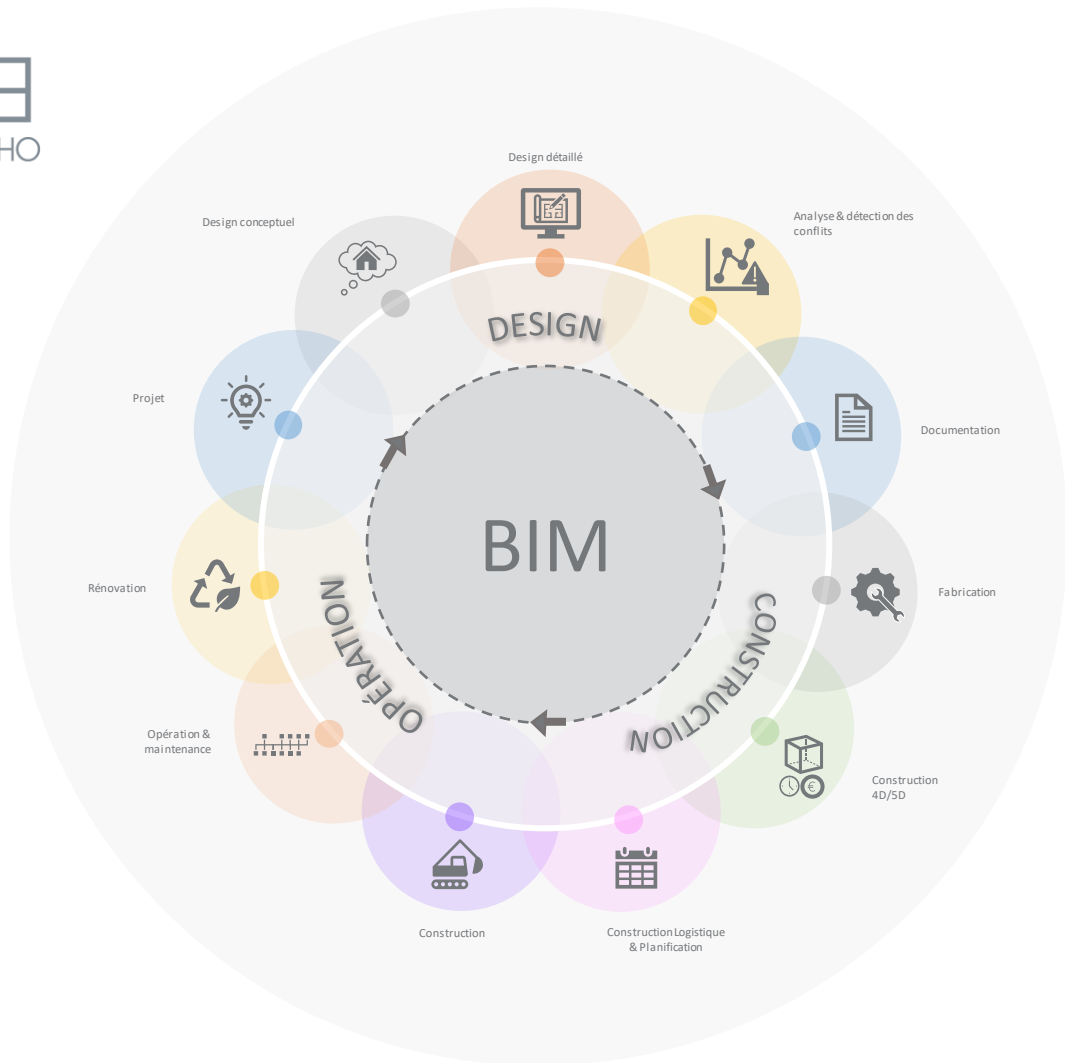 HO
Design détaillé
Design conceptuel
Analyse & détection des
conflits
DESIGN
Projet
Documentation
BIM
Rénovation
Fabrication
OPÉRATION
CONSTRUCTION
Opération &
maintenance
Construction
4D/5D
€
Construction
Construction Logistique
& Planification